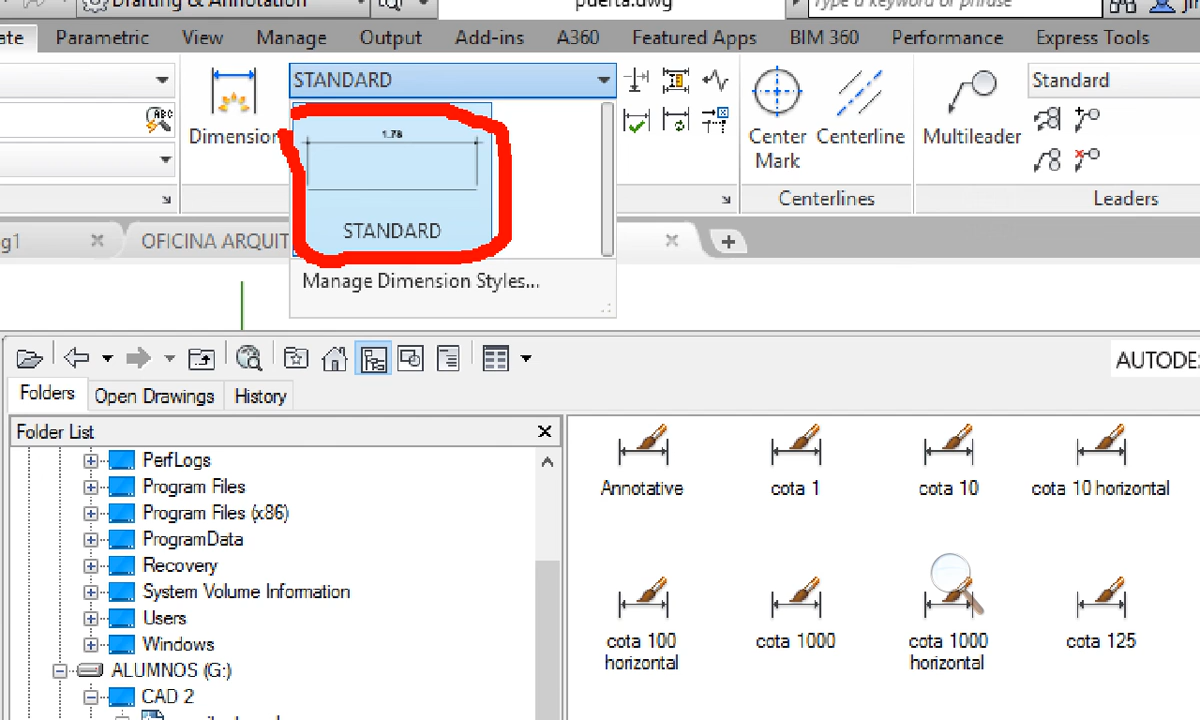 Drafting & Annotation
puerta.dwg
Type a keyword or phrase
ate Parametric View Manage Output Add-ins A360 Featured Apps BIM 360 Performance Express Tools
STANDARD
Standard
ABC
Dimension
1.78
STANDARD
Manage Dimension Styles...
Center Mark
Centerline
Multileader
Centerlines
Leaders
g1
OFICINA ARQUIT
AUTODE
Folders Open Drawings History
Folder List
PerfLogs
Program Files
Program Files (x86)
ProgramData
Recovery
System Volume Information
Users
Windows
ALUMNOS (G:)
CAD 2
Annotative
cota 1
cota 10
cota 10 horizontal
cota 100
horizontal
cota 1000
cota 1000
horizontal
cota 125